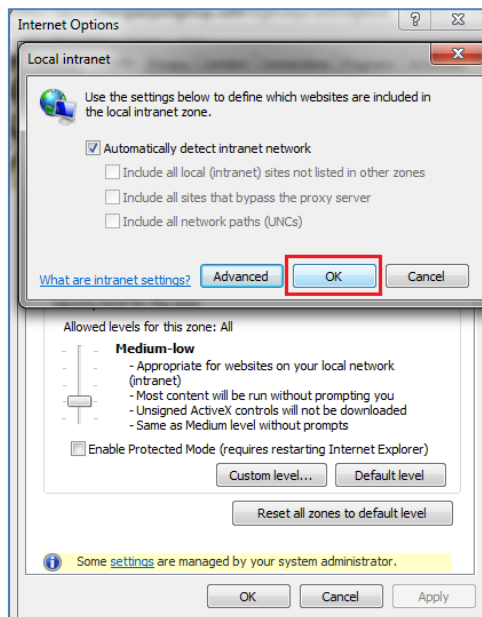 Internet Options
Local intranet
Use the settings below to define which websites are included in
the local intranet zone.
Automatically detect intranet network
Include all local (intranet) sites not listed in other zones
Include all sites that bypass the proxy server
Include all network paths (UNCs)
What are intranet settings? Advanced OK Cancel
Allowed levels for this zone: All
Medium-low
- Appropriate for websites on your local network
(intranet)
- Most content will be run without prompting you
- Unsigned ActiveX controls will not be downloaded
- Same as Medium level without prompts
Enable Protected Mode (requires restarting Internet Explorer)
Custom level... Default level
Reset all zones to default level
Some settings are managed by your system administrator.
OK Cancel Apply